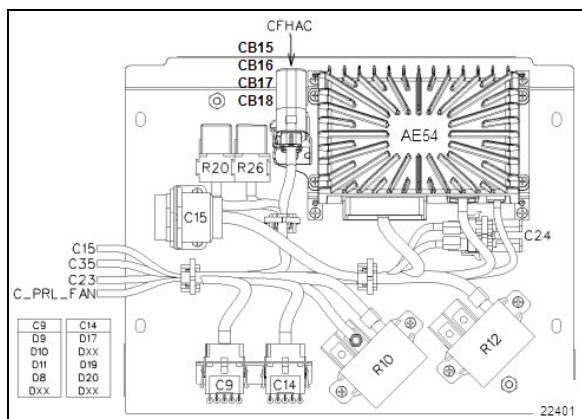 CFHAC
CB15
CB16
CB17
CB18
AE54
R20
R26
C15
C24
C15
C35
C23
C_PRL_FAN
C9 C14
D9 D17
D10 DXX
D11 D19
D8 D20
DXX DXX
C9
C14
R10
R12
22401